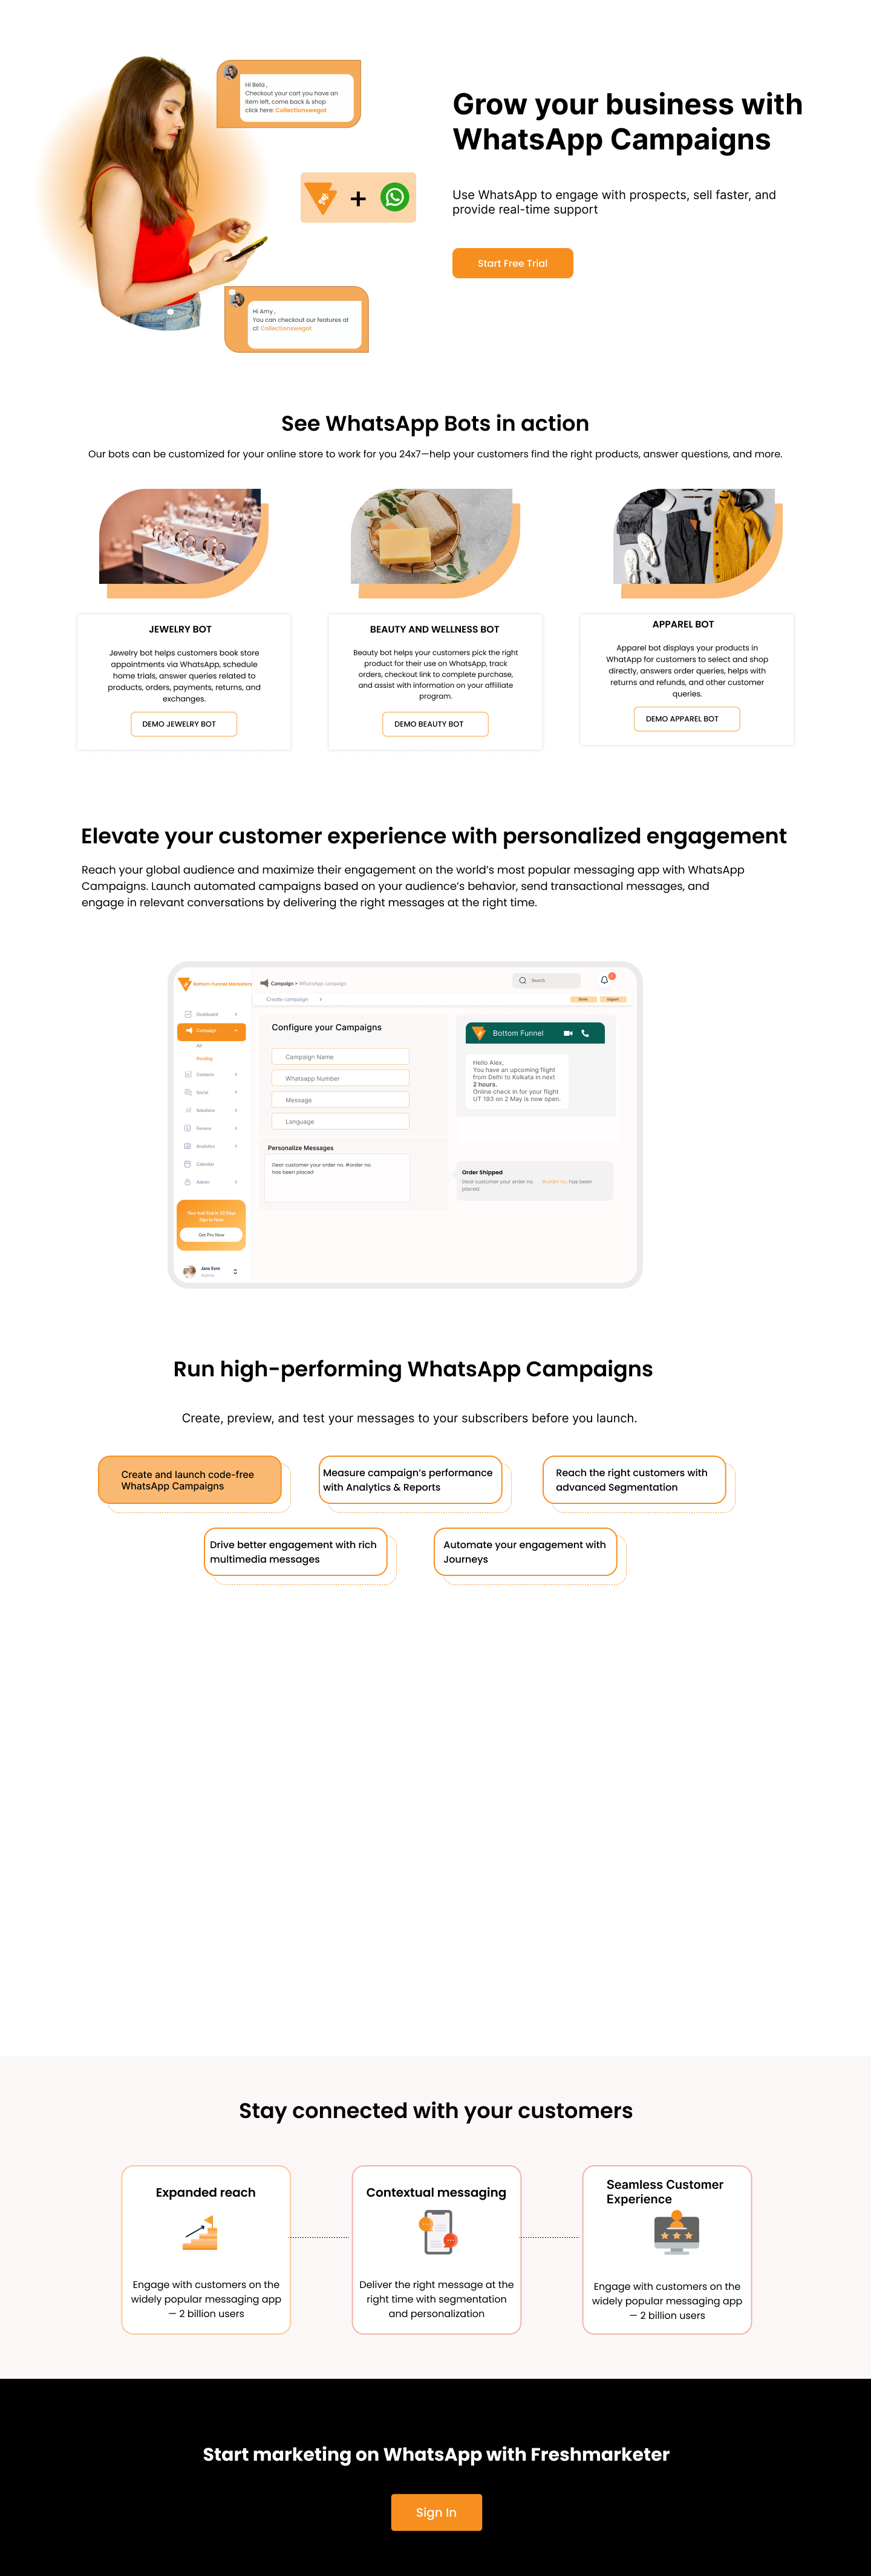 Hi Bela ,
Checkout your cart you have an
item left, come back & shop
click here: Collectionswegot
Grow your business with
WhatsApp Campaigns
Use WhatsApp to engage with prospects, sell faster, and
provide real-time support
Start Free Trial
Hi Amy ,
You can checkout our features at
cl: Collectionswegot
See WhatsApp Bots in action
Our bots can be customized for your online store to work for you 24x7—help your customers find the right products, answer questions, and more.
JEWELRY BOT
Jewelry bot helps customers book store
appointments via WhatsApp, schedule
home trials, answer queries related to
products, orders, payments, returns, and
exchanges.
DEMO JEWELRY BOT
BEAUTY AND WELLNESS BOT
Beauty bot helps your customers pick the right
product for their use on WhatsApp, track
orders, checkout link to complete purchase,
and assist with information on your affiliate
program.
DEMO BEAUTY BOT
APPAREL BOT
Apparel bot displays your products in
WhatApp for customers to select and shop
directly, answers order queries, helps with
returns and refunds, and other customer
queries.
DEMO APPAREL BOT
Elevate your customer experience with personalized engagement
Reach your global audience and maximize their engagement on the world's most popular messaging app with WhatsApp
Campaigns. Launch automated campaigns based on your audience's behavior, send transactional messages, and
engage in relevant conversations by delivering the right messages at the right time.
Bottom Funnel Marketers
Campaign > WhatsApp campaign
Search
Create campaign >
Dashboard
Campaign
All
Pending
Contacts
Social
Solutions
Forums
Analytics
Calendar
Admin
Configure your Campaigns
Campaign Name
Whatsapp Number
Message
Language
Personalize Messages
Dear customer your order no. #order no.
has been placed
Bottom Funnel
Hello Alex,
You have an upcoming flight
from Delhi to Kolkata in next
2 hours.
Online check in for your flight
UT 193 on 2 May is now open.
Order Shipped
Dear customer your order no. #order no. has been
placed
Sign In Now
Get Pro Now
Jane Eure
Run high-performing WhatsApp Campaigns
Create, preview, and test your messages to your subscribers before you launch.
Create and launch code-free
WhatsApp Campaigns
Measure campaign's performance
with Analytics & Reports
Reach the right customers with
advanced Segmentation
Drive better engagement with rich
multimedia messages
Automate your engagement with
Journeys
Stay connected with your customers
Expanded reach
Engage with customers on the
widely popular messaging app
— 2 billion users
Contextual messaging
Deliver the right message at the
right time with segmentation
and personalization
Seamless Customer
Experience
Engage with customers on the
widely popular messaging app
— 2 billion users
Start marketing on WhatsApp with Freshmarketer
Sign In